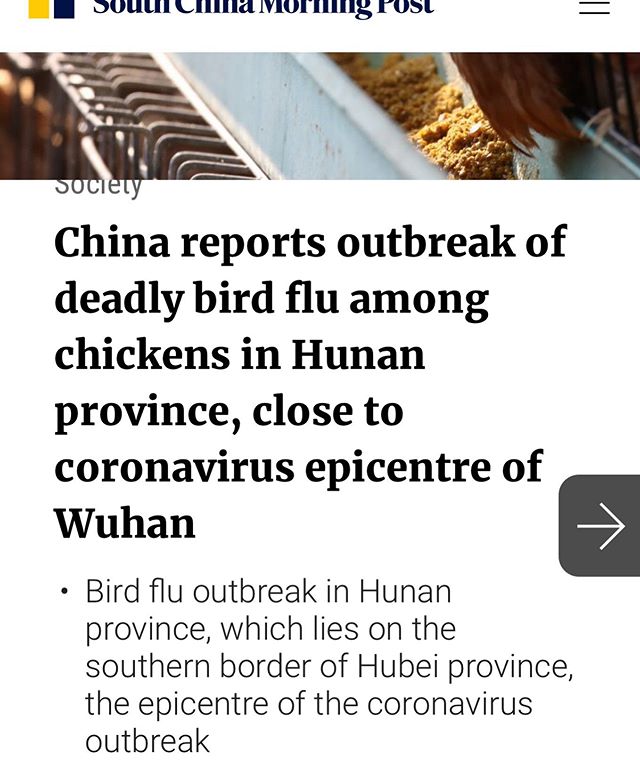 South China Morning Post
Society
China reports outbreak of
deadly bird flu among
chickens in Hunan
province, close to
coronavirus epicentre of
Wuhan
• Bird flu outbreak in Hunan
province, which lies on the
southern border of Hubei province,
the epicentre of the coronavirus
outbreak